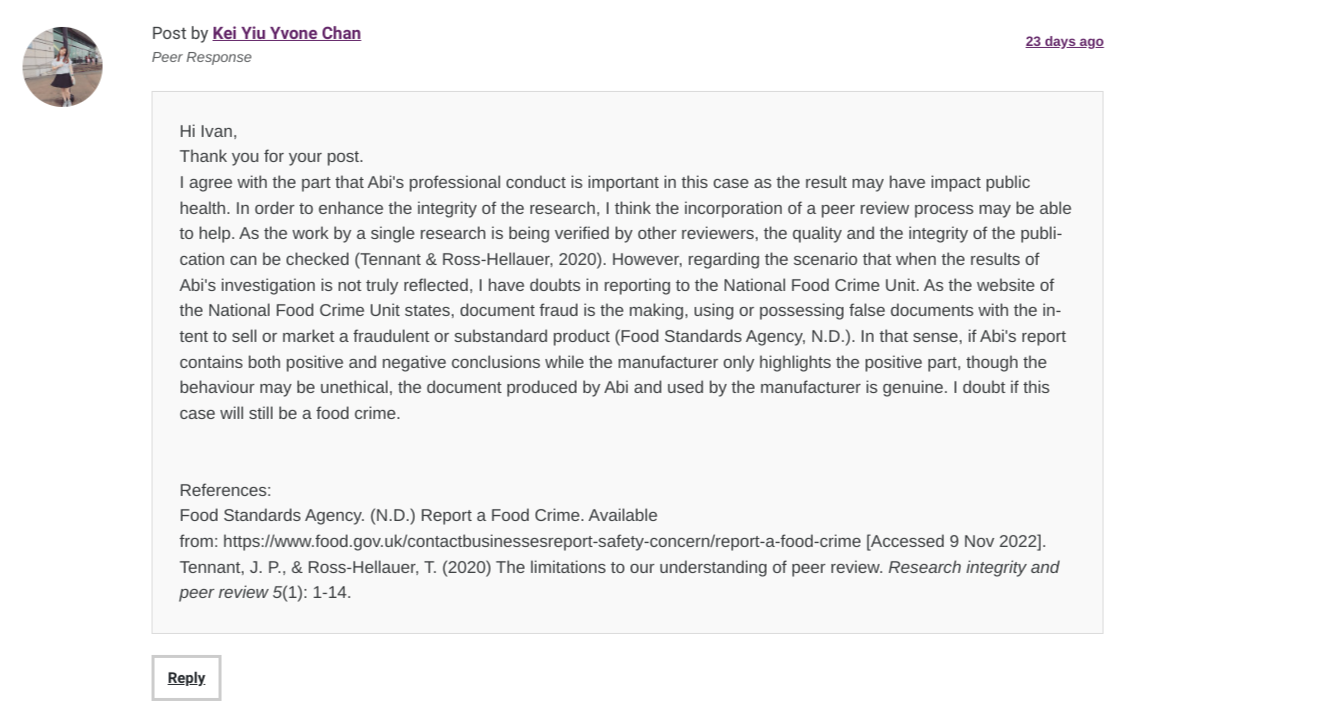 Post by Kei Yiu Yvone Chan
23 days ago
Peer Response
Hi Ivan,
Thank you for your post.
I agree with the part that Abi's professional conduct is important in this case as the result may have impact public
health. In order to enhance the integrity of the research, I think the incorporation of a peer review process may be able
to help. As the work by a single research is being verified by other reviewers, the quality and the integrity of the publi-
cation can be checked (Tennant & Ross-Hellauer, 2020). However, regarding the scenario that when the results of
Abi's investigation is not truly reflected, I have doubts in reporting to the National Food Crime Unit. As the website of
the National Food Crime Unit states, document fraud is the making, using or possessing false documents with the in-
tent to sell or market a fraudulent or substandard product (Food Standards Agency, N.D.). In that sense, if Abi's report
contains both positive and negative conclusions while the manufacturer only highlights the positive part, though the
behaviour may be unethical, the document produced by Abi and used by the manufacturer is genuine. I doubt if this
case will still be a food crime.
References:
Food Standards Agency. (N.D.) Report a Food Crime. Available
from: https://www.food.gov.uk/contactbusinessesreport-safety-concern/report-a-food-crime [Accessed 9 Nov 2022].
Tennant, J. P., & Ross-Hellauer, T. (2020) The limitations to our understanding of peer review. Research integrity and
peer review 5(1): 1-14.
Reply